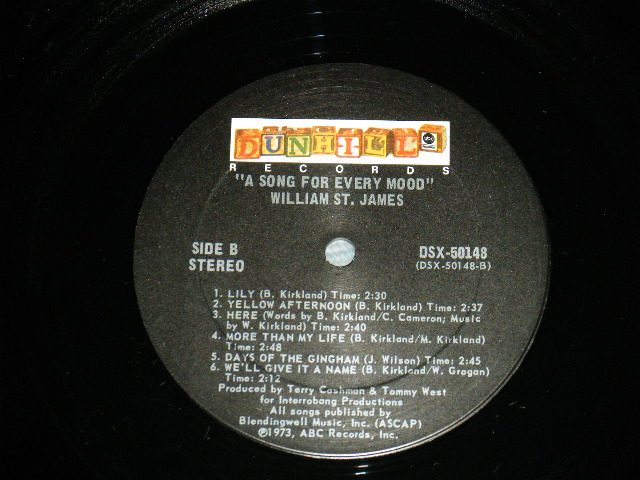 DUNHILL
abc
RECORDS
"A SONG FOR EVERY MOOD"
WILLIAM ST. JAMES
SIDE B
STEREO
DSX-50148
(DSX-50148-B)
1. LILY (B. Kirkland) Time: 2:30
2. YELLOW AFTERNOON (B. Kirkland) Time: 2:37
3. HERE (Words by B. Kirkland/C. Cameron; Music
by W. Kirkland) Time: 2:40
4. MORE THAN MY LIFE (B. Kirkland/M. Kirkland)
Time: 2:48
5. DAYS OF THE GINGHAM (J. Wilson) Time: 2:45
6. WE'LL GIVE IT A NAME (B. Kirkland/W. Grogan)
Time: 2:12
Produced by Terry Cashman & Tommy West
for Interrobang Productions
All songs published by
Blendingwell Music, Inc. (ASCAP)
℗1973, ABC Records, Inc.